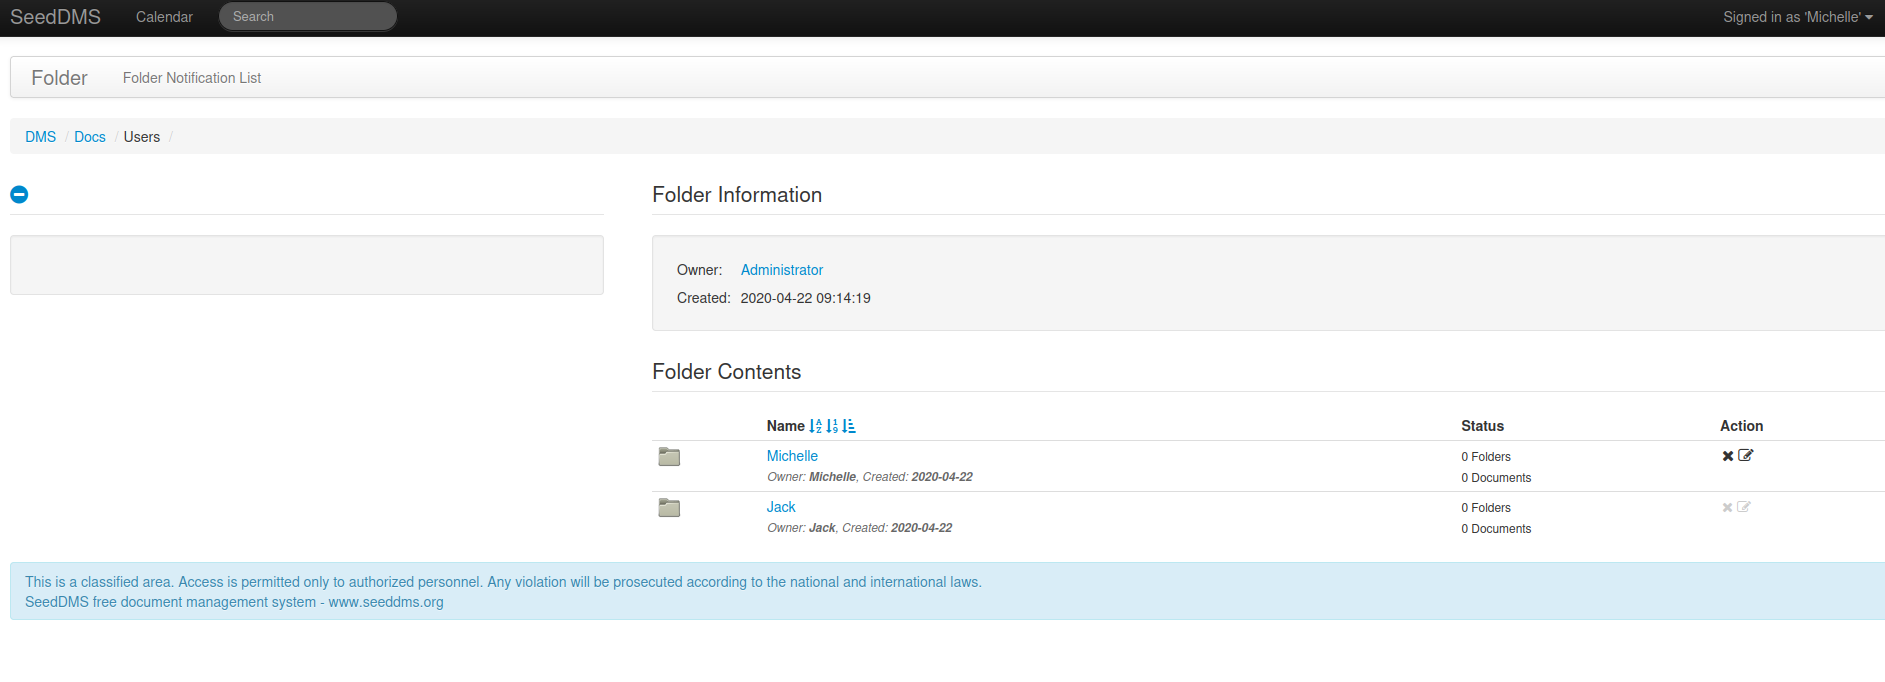 SeedDMS Calendar Search Signed in as 'Michelle'
Folder Folder Notification List
DMS / Docs / Users /
Folder Information
Owner: Administrator
Created: 2020-04-22 09:14:19
Folder Contents
Name Status Action
Michelle 0 Folders
Owner: Michelle, Created: 2020-04-22 0 Documents
Jack 0 Folders
Owner: Jack, Created: 2020-04-22 0 Documents
This is a classified area. Access is permitted only to authorized personnel. Any violation will be prosecuted according to the national and international laws.
SeedDMS free document management system - www.seeddms.org